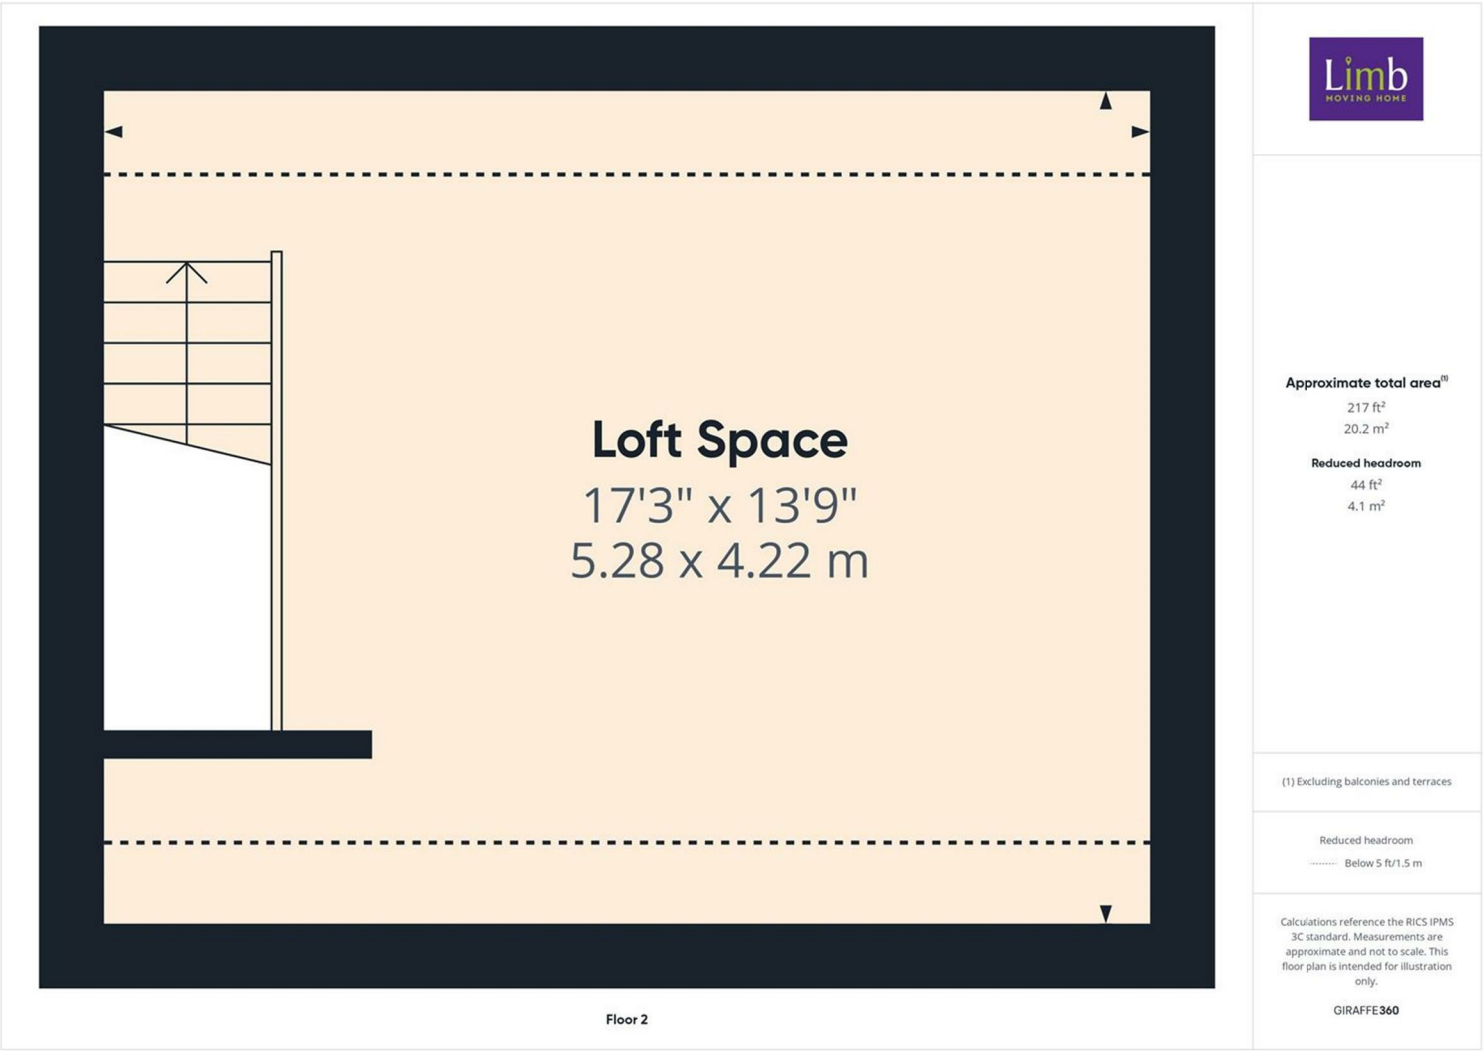 Limb
MOVING HOME
Loft Space
17'3" x 13'9"
5.28 x 4.22 m
Approximate total area⁽¹⁾
217 ft²
20.2 m²
Reduced headroom
44 ft²
4.1 m²
(1) Excluding balconies and terraces
Reduced headroom
Below 5 ft/1.5 m
Calculations reference the RICS IPMS
3C standard. Measurements are
approximate and not to scale. This
floor plan is intended for illustration
only.
GIRAFFE360
Floor 2